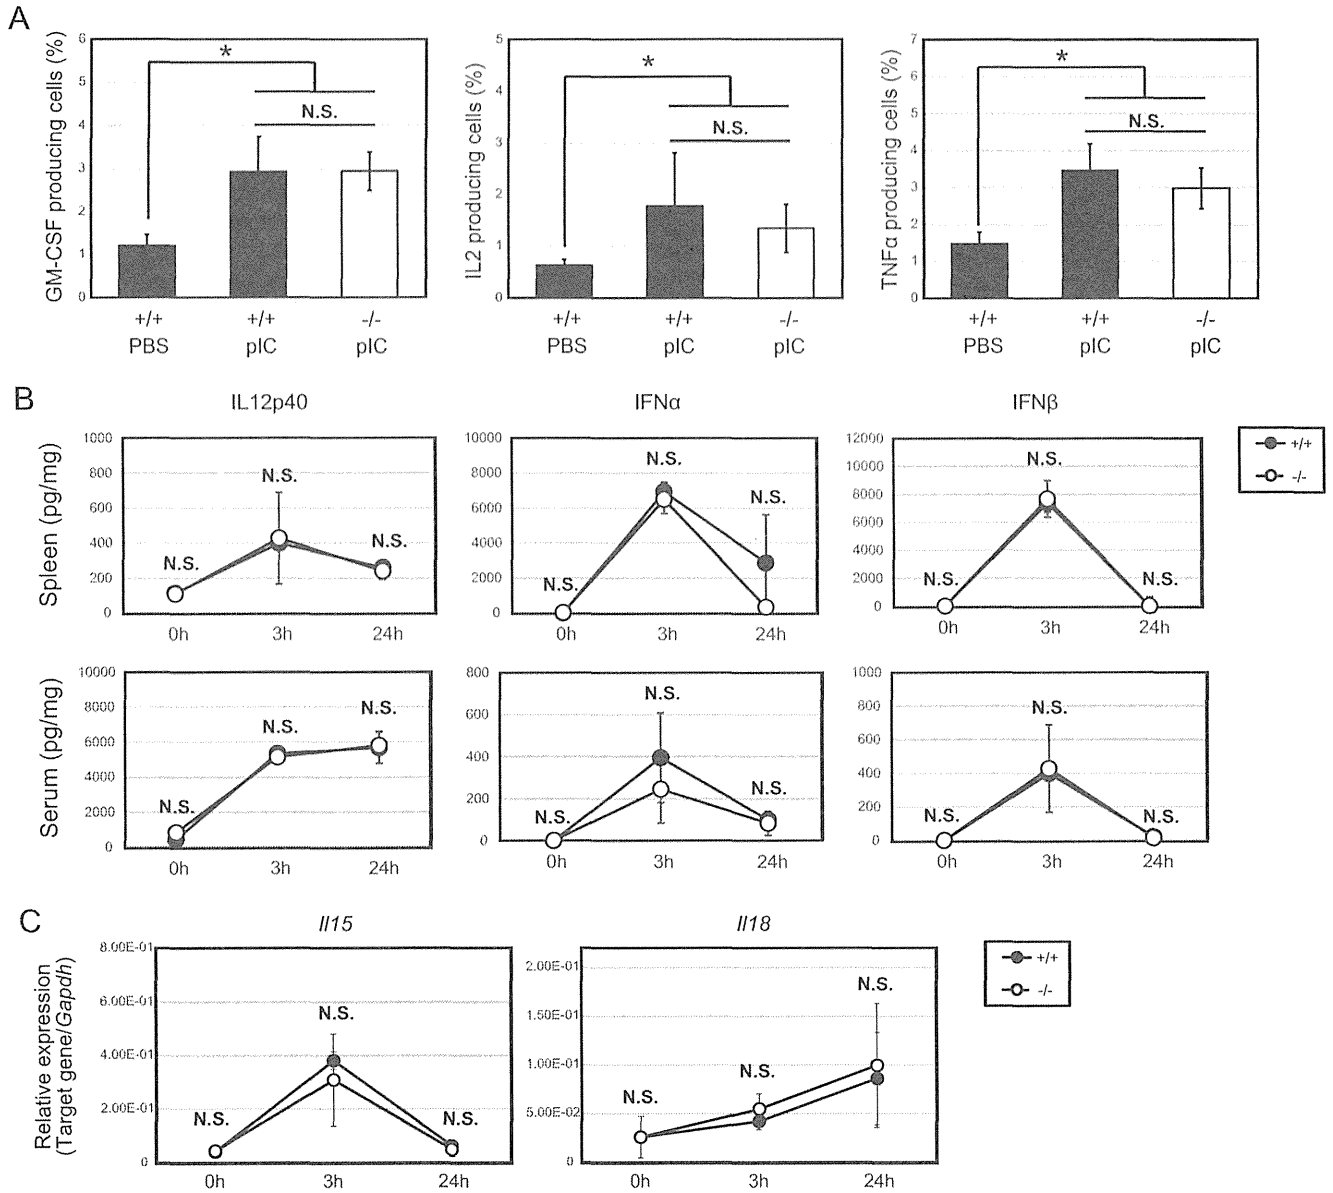 A
GM-CSF producing cells (%)
6
5
4
3
2
1
0
*
N.S.
+/+ +/+ -/-
PBS pIC pIC
IL2 producing cells (%)
5
4
3
2
1
0
*
N.S.
+/+ +/+ -/-
PBS pIC pIC
TNFα producing cells (%)
7
6
5
4
3
2
1
0
*
N.S.
+/+ +/+ -/-
PBS pIC pIC
B
IL12p40
IFNα
IFNβ
+/+
-/-
Spleen (pg/mg)
1000
800
600
400
200
0
N.S. N.S. N.S.
0h 3h 24h
10000
8000
6000
4000
2000
0
N.S. N.S. N.S.
0h 3h 24h
12000
10000
8000
6000
4000
2000
0
N.S. N.S. N.S.
0h 3h 24h
Serum (pg/mg)
10000
8000
6000
4000
2000
0
N.S. N.S. N.S.
0h 3h 24h
800
600
400
200
0
N.S. N.S. N.S.
0h 3h 24h
1000
800
600
400
200
0
N.S. N.S. N.S.
0h 3h 24h
C
Il15
Il18
+/+
-/-
Relative expression
(Target gene/Gapdh)
8.00E-01
6.00E-01
4.00E-01
2.00E-01
0
N.S. N.S. N.S.
0h 3h 24h
2.00E-01
1.50E-01
1.00E-01
5.00E-02
0
N.S. N.S. N.S.
0h 3h 24h